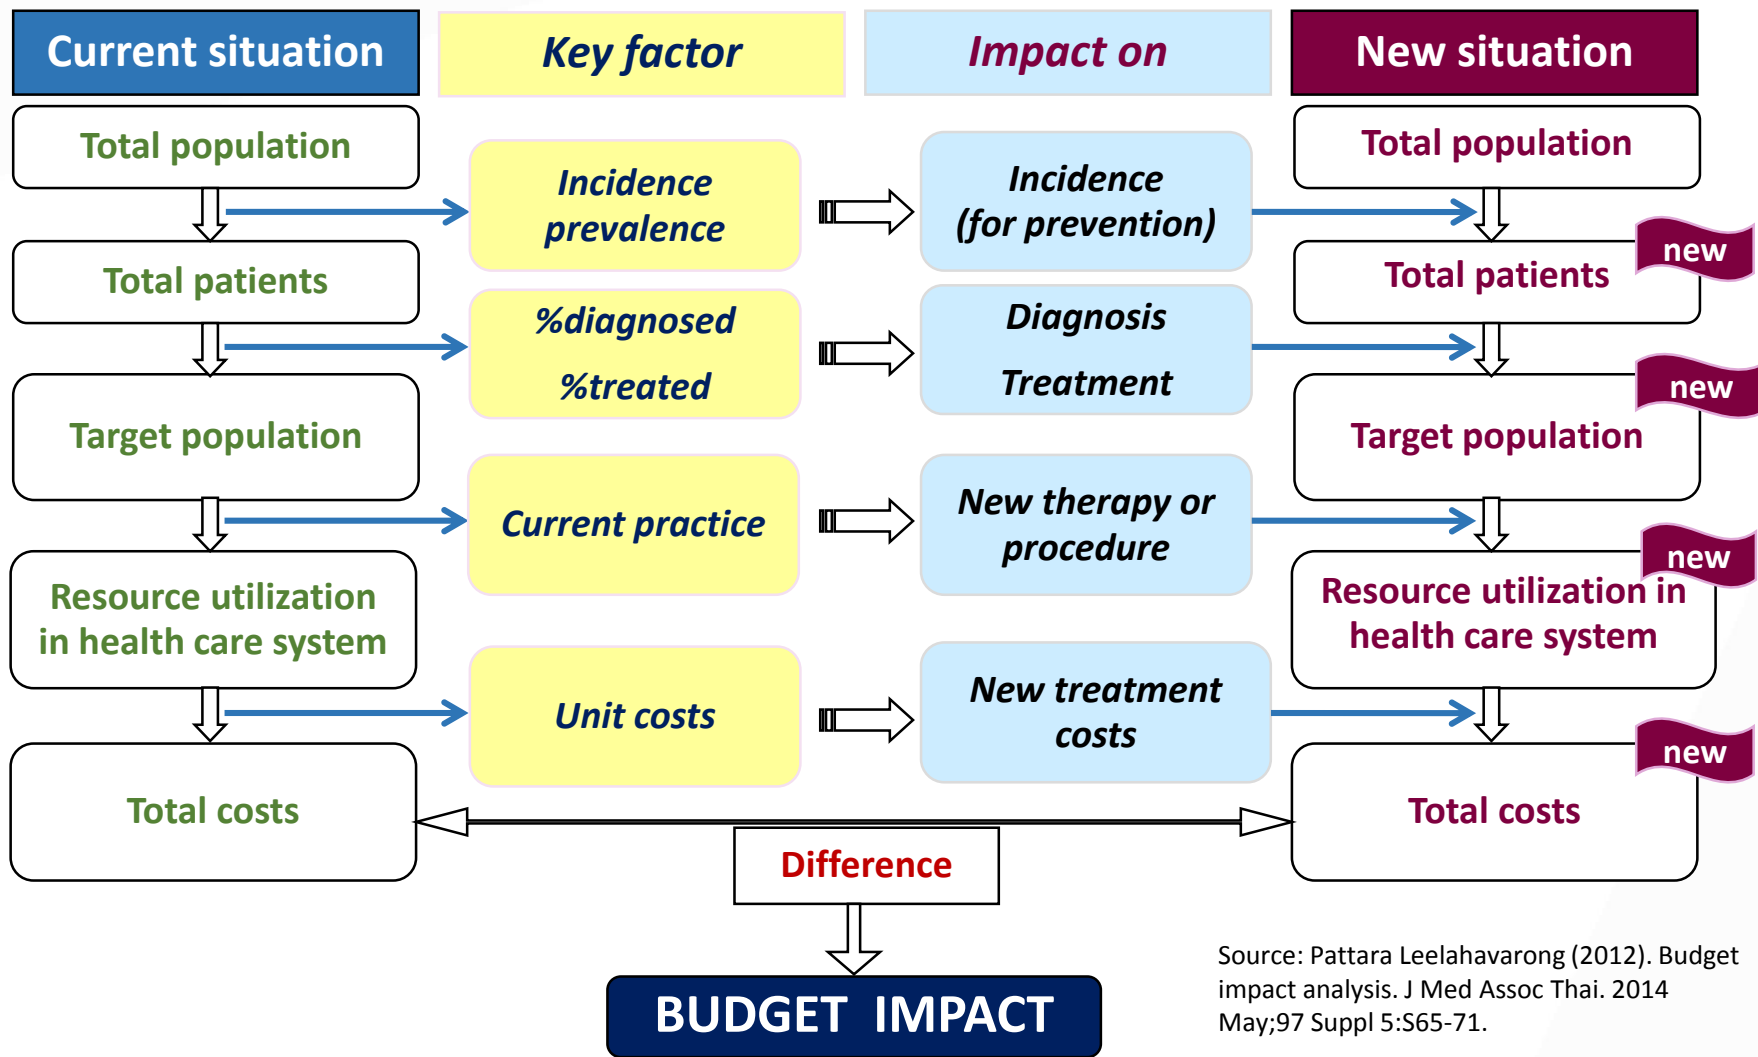 Current situation
Key factor
Impact on
New situation
Total population
Incidence
prevalence
Incidence
(for prevention)
Total population
Total patients
new
Total patients
%diagnosed
%treated
Diagnosis
Treatment
Target population
new
Target population
Current practice
New therapy or
procedure
Resource utilization
in health care system
new
Resource utilization in
health care system
Unit costs
New treatment
costs
Total costs
new
Total costs
Difference
BUDGET IMPACT
Source: Pattara Leelahavarong (2012). Budget
impact analysis. J Med Assoc Thai. 2014
May;97 Suppl 5:S65-71.